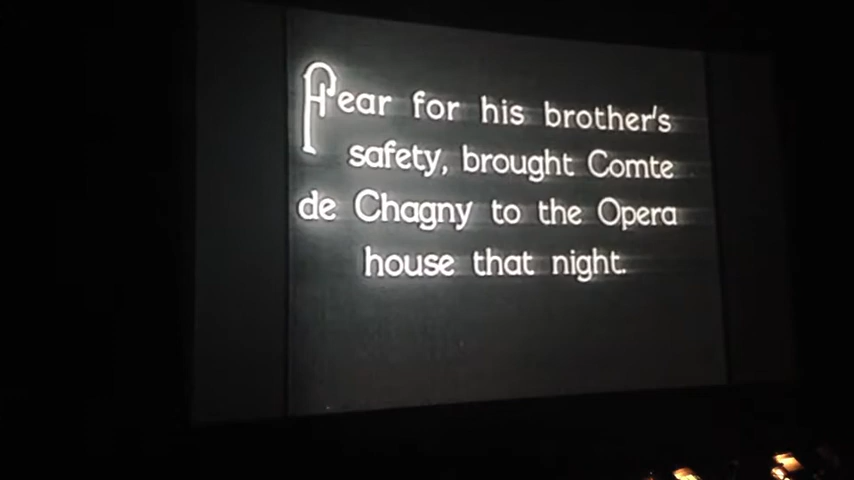 Fear for his brother's
safety, brought Comte
de Chagny to the Opera
house that night.